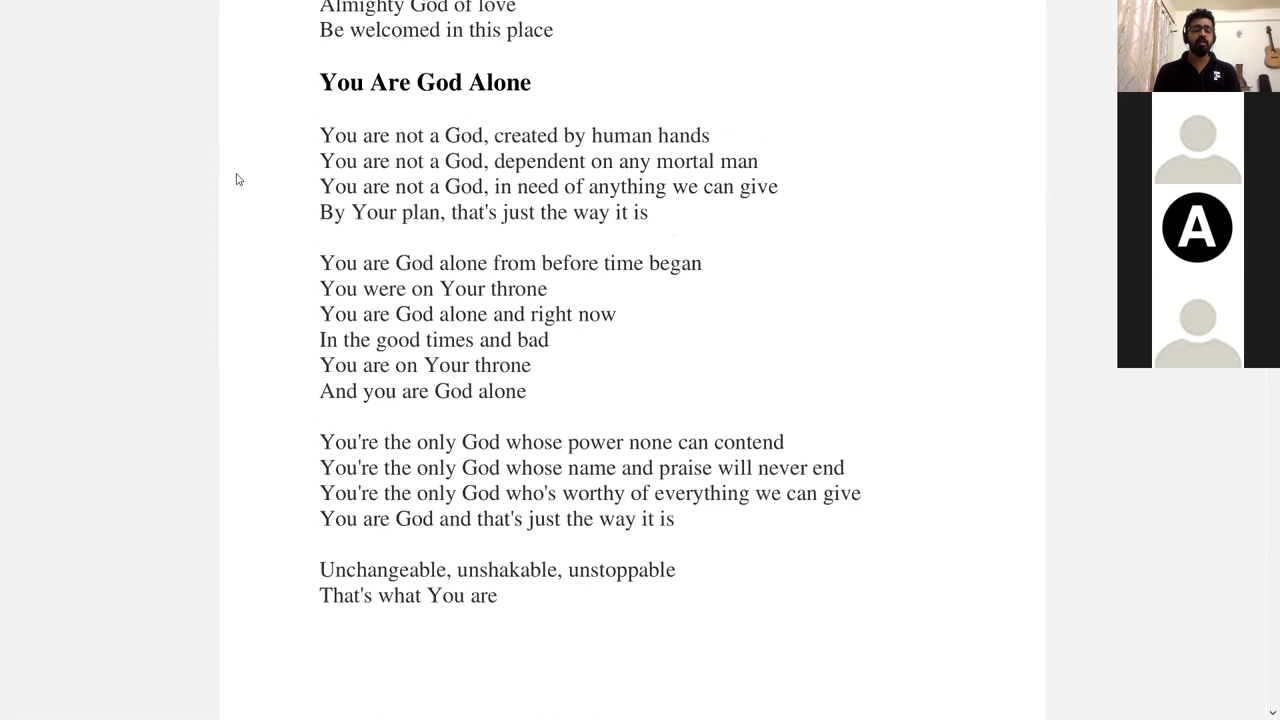 Almighty God of love
Be welcomed in this place
You Are God Alone
You are not a God, created by human hands
You are not a God, dependent on any mortal man
You are not a God, in need of anything we can give
By Your plan, that's just the way it is
You are God alone from before time began
You were on Your throne
You are God alone and right now
In the good times and bad
You are on Your throne
And you are God alone
You're the only God whose power none can contend
You're the only God whose name and praise will never end
You're the only God who's worthy of everything we can give
You are God and that's just the way it is
Unchangeable, unshakable, unstoppable
That's what You are
A